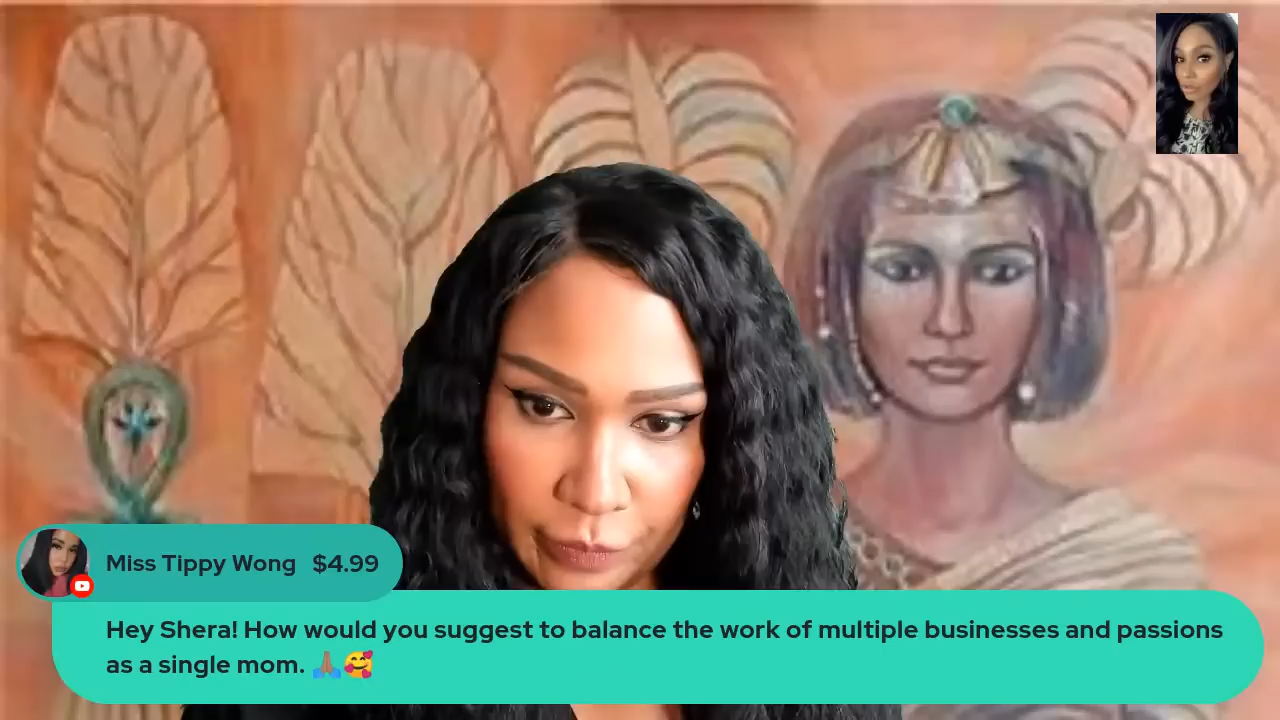 Miss Tippy Wong $4.99
Hey Shera! How would you suggest to balance the work of multiple businesses and passions
as a single mom. 🙏🏽🥰